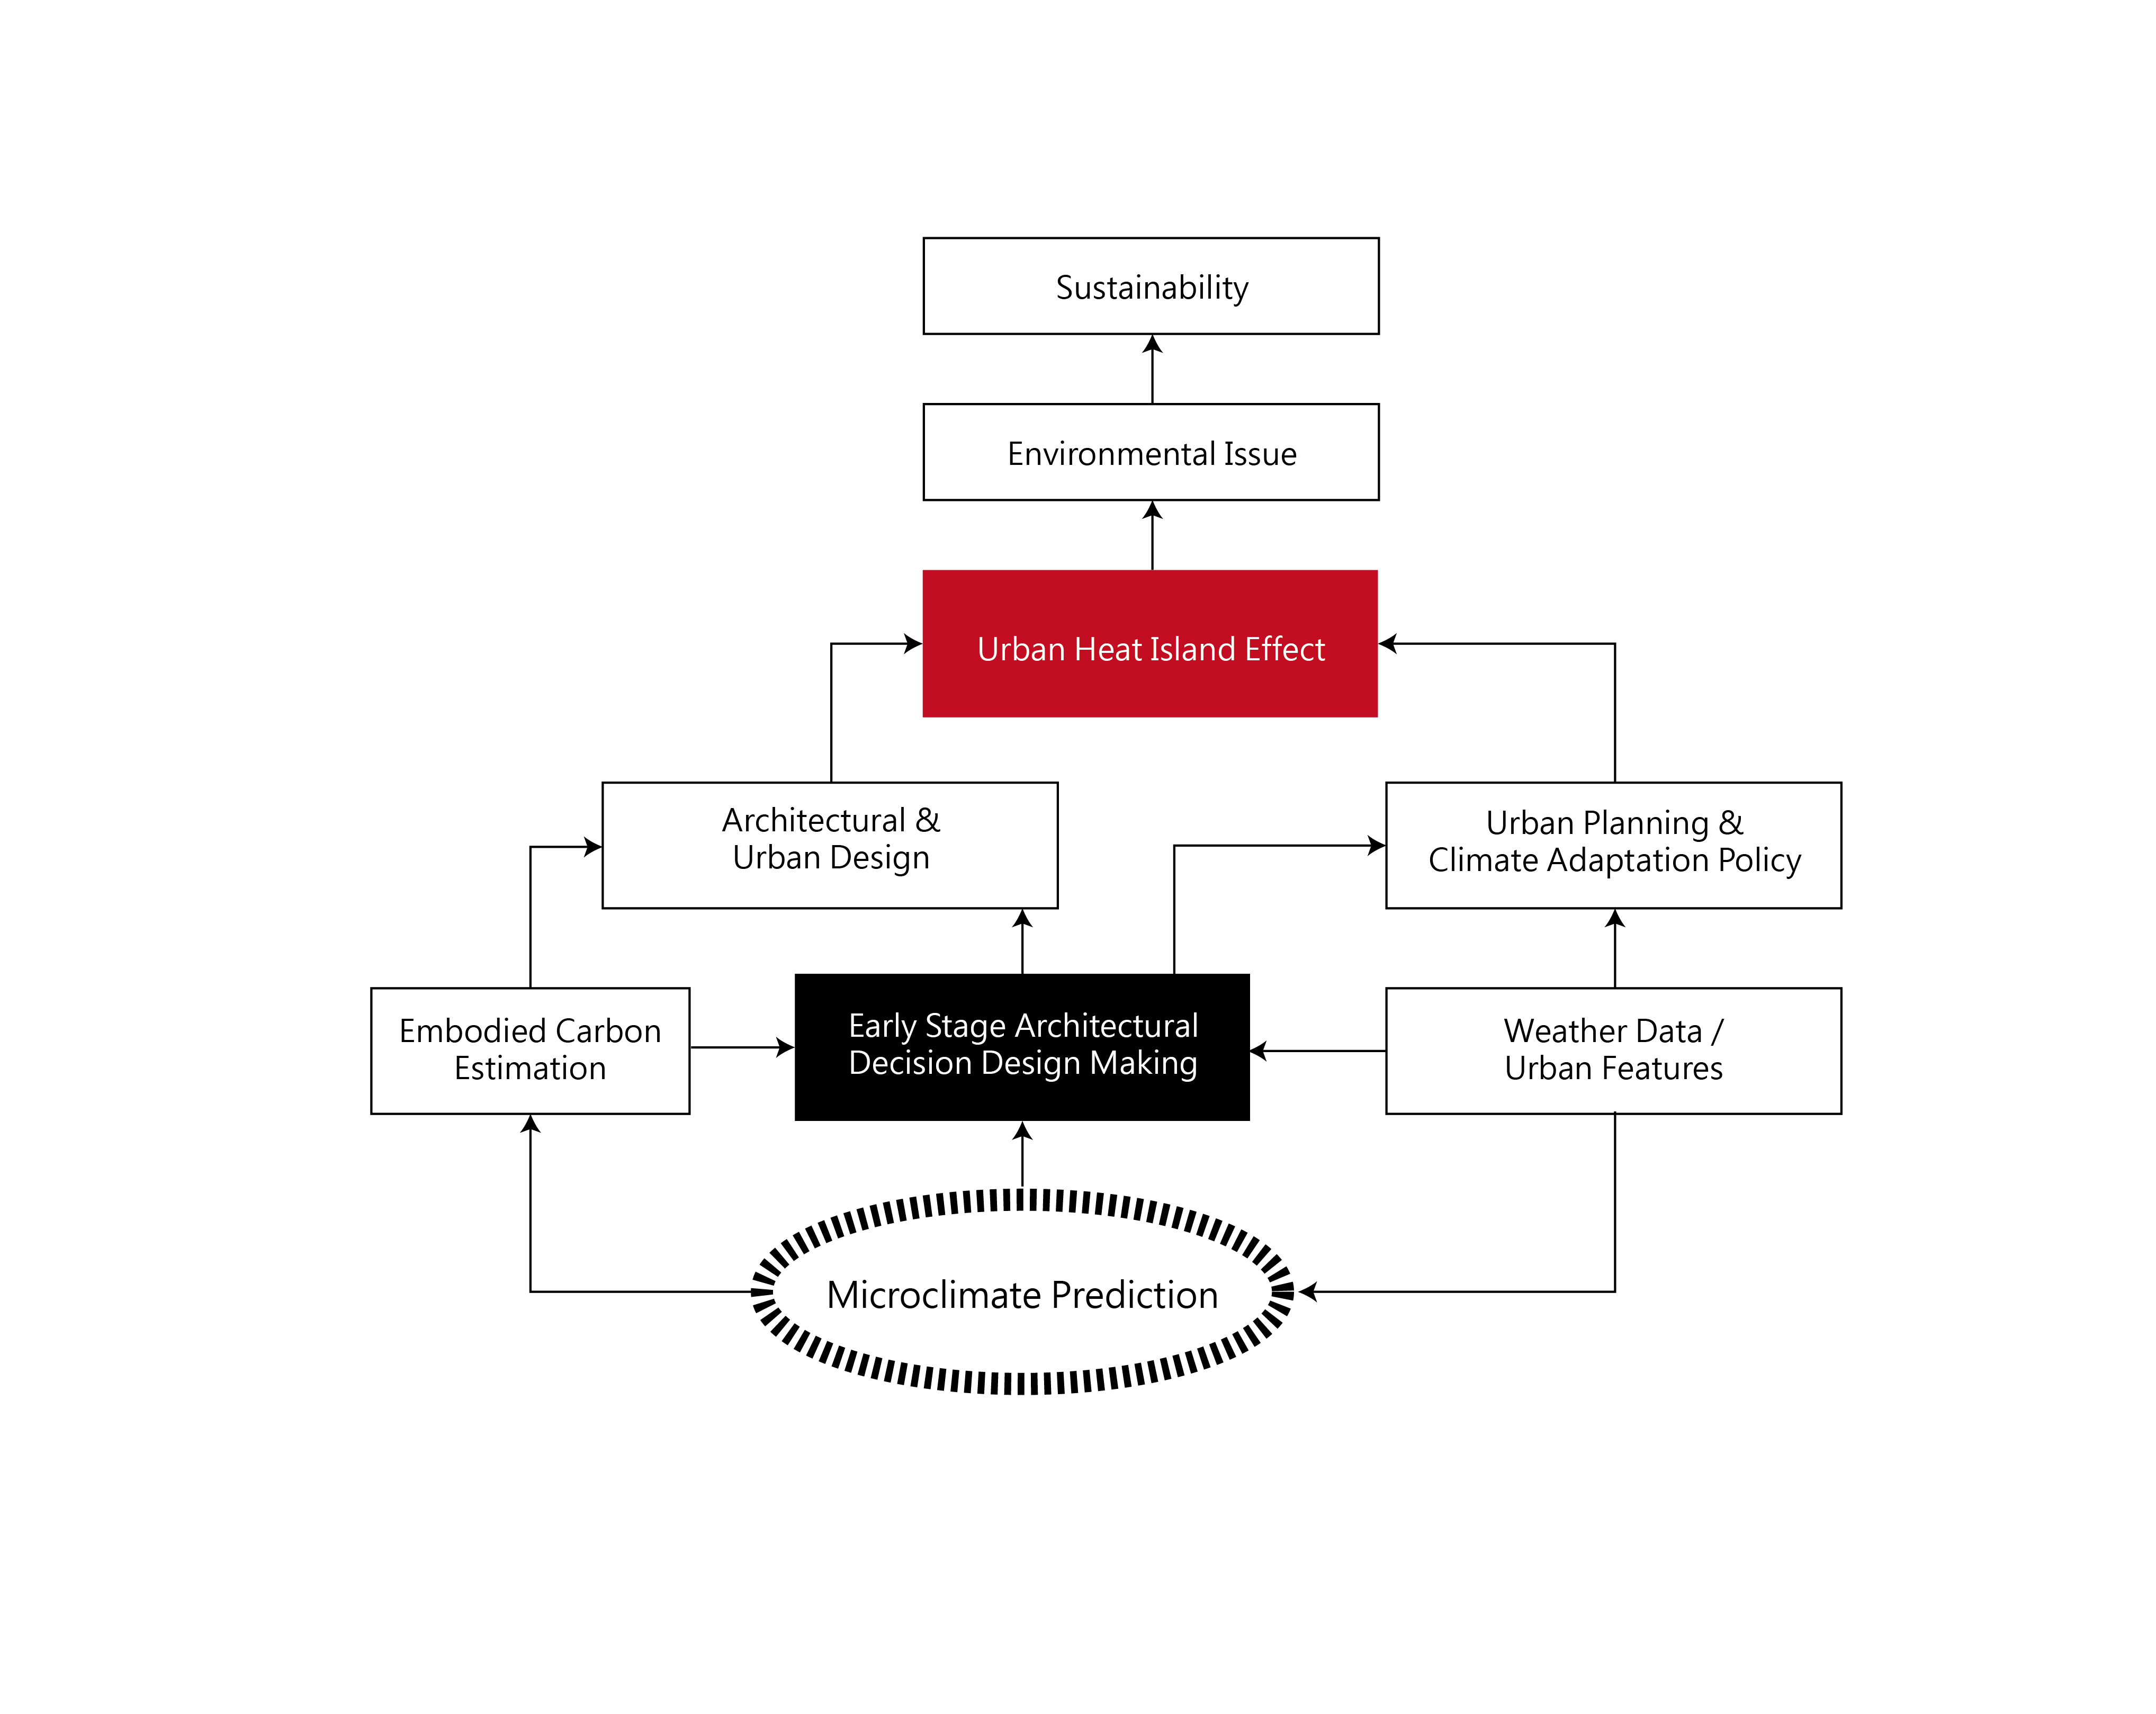 Sustainability
Environmental Issue
Urban Heat Island Effect
Architectural &
Urban Design
Urban Planning &
Climate Adaptation Policy
Embodied Carbon
Estimation
Early Stage Architectural
Decision Design Making
Weather Data /
Urban Features
Microclimate Prediction